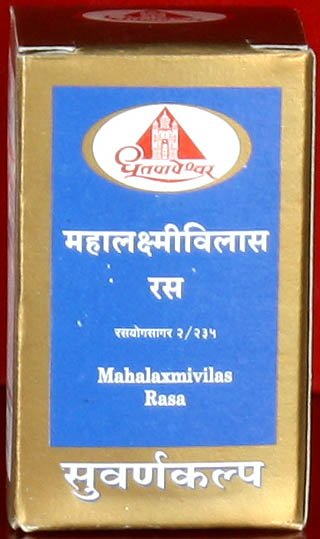 धूतपापेश्वर
महालक्ष्मीविलास
रस
रसयोगसागर २/२३५
Mahalaxmivilas
Rasa
सुवर्णकल्प